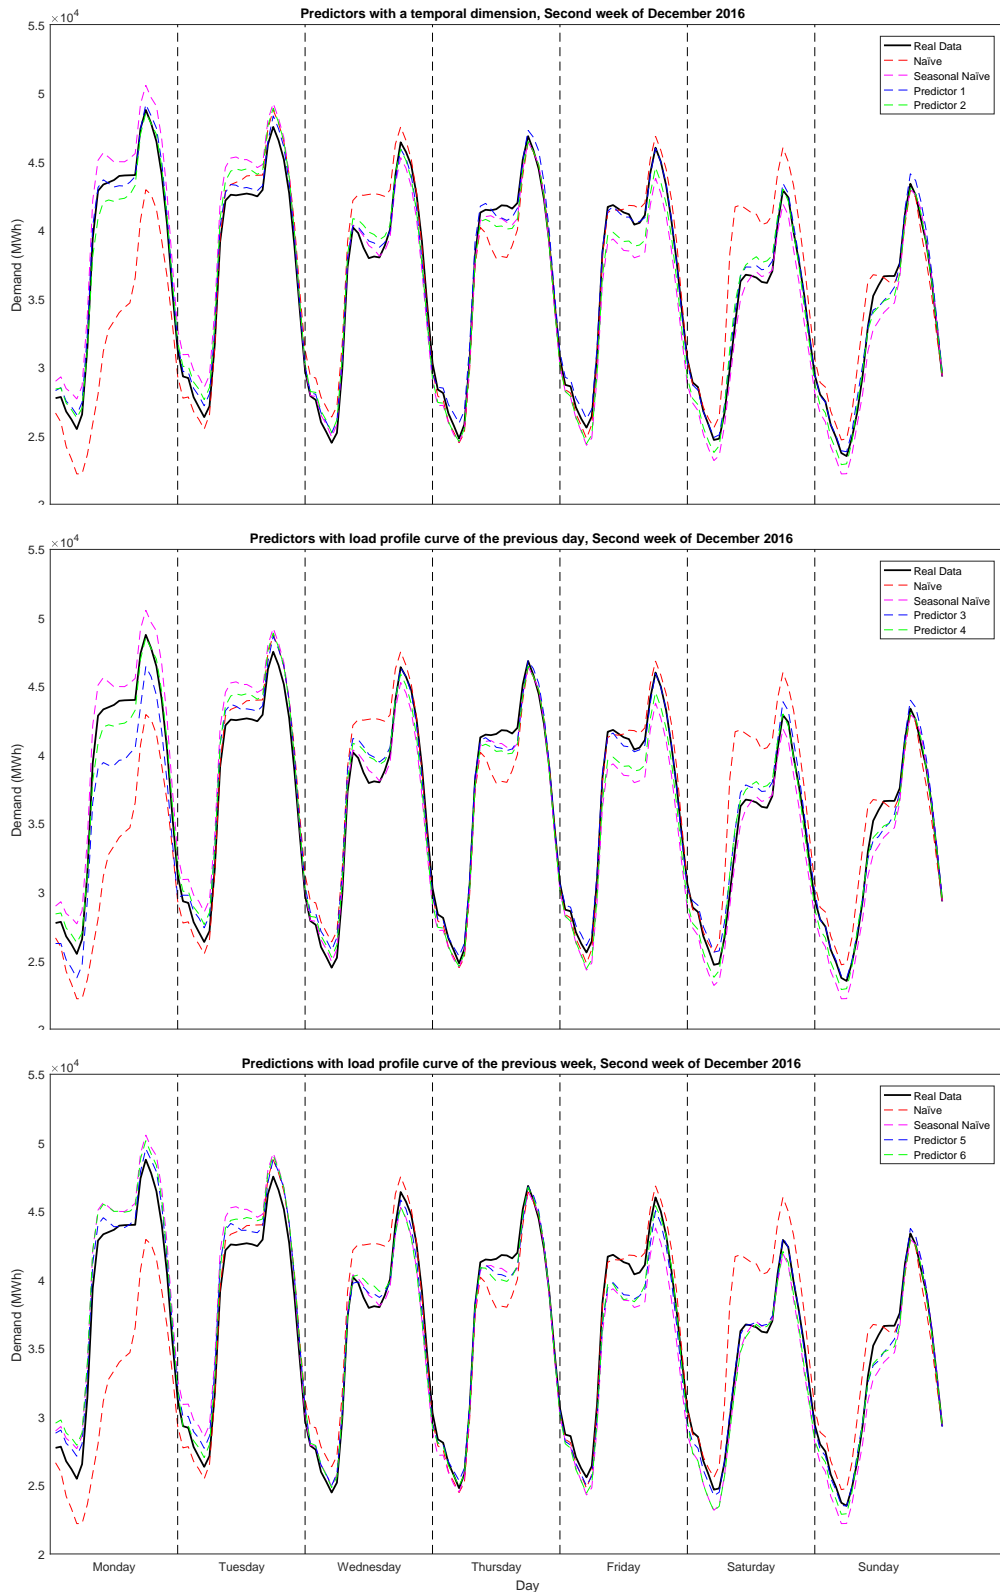 Predictors with a temporal dimension, Second week of December 2016
×10⁴
5.5
5
4.5
4
3.5
3
2.5
2
Demand (MWh)
Real Data
Naïve
Seasonal Naïve
Predictor 1
Predictor 2
Predictors with load profile curve of the previous day, Second week of December 2016
×10⁴
5.5
5
4.5
4
3.5
3
2.5
2
Demand (MWh)
Real Data
Naïve
Seasonal Naïve
Predictor 3
Predictor 4
Predictions with load profile curve of the previous week, Second week of December 2016
×10⁴
5.5
5
4.5
4
3.5
3
2.5
2
Demand (MWh)
Real Data
Naïve
Seasonal Naïve
Predictor 5
Predictor 6
Monday Tuesday Wednesday Thursday Friday Saturday Sunday
Day